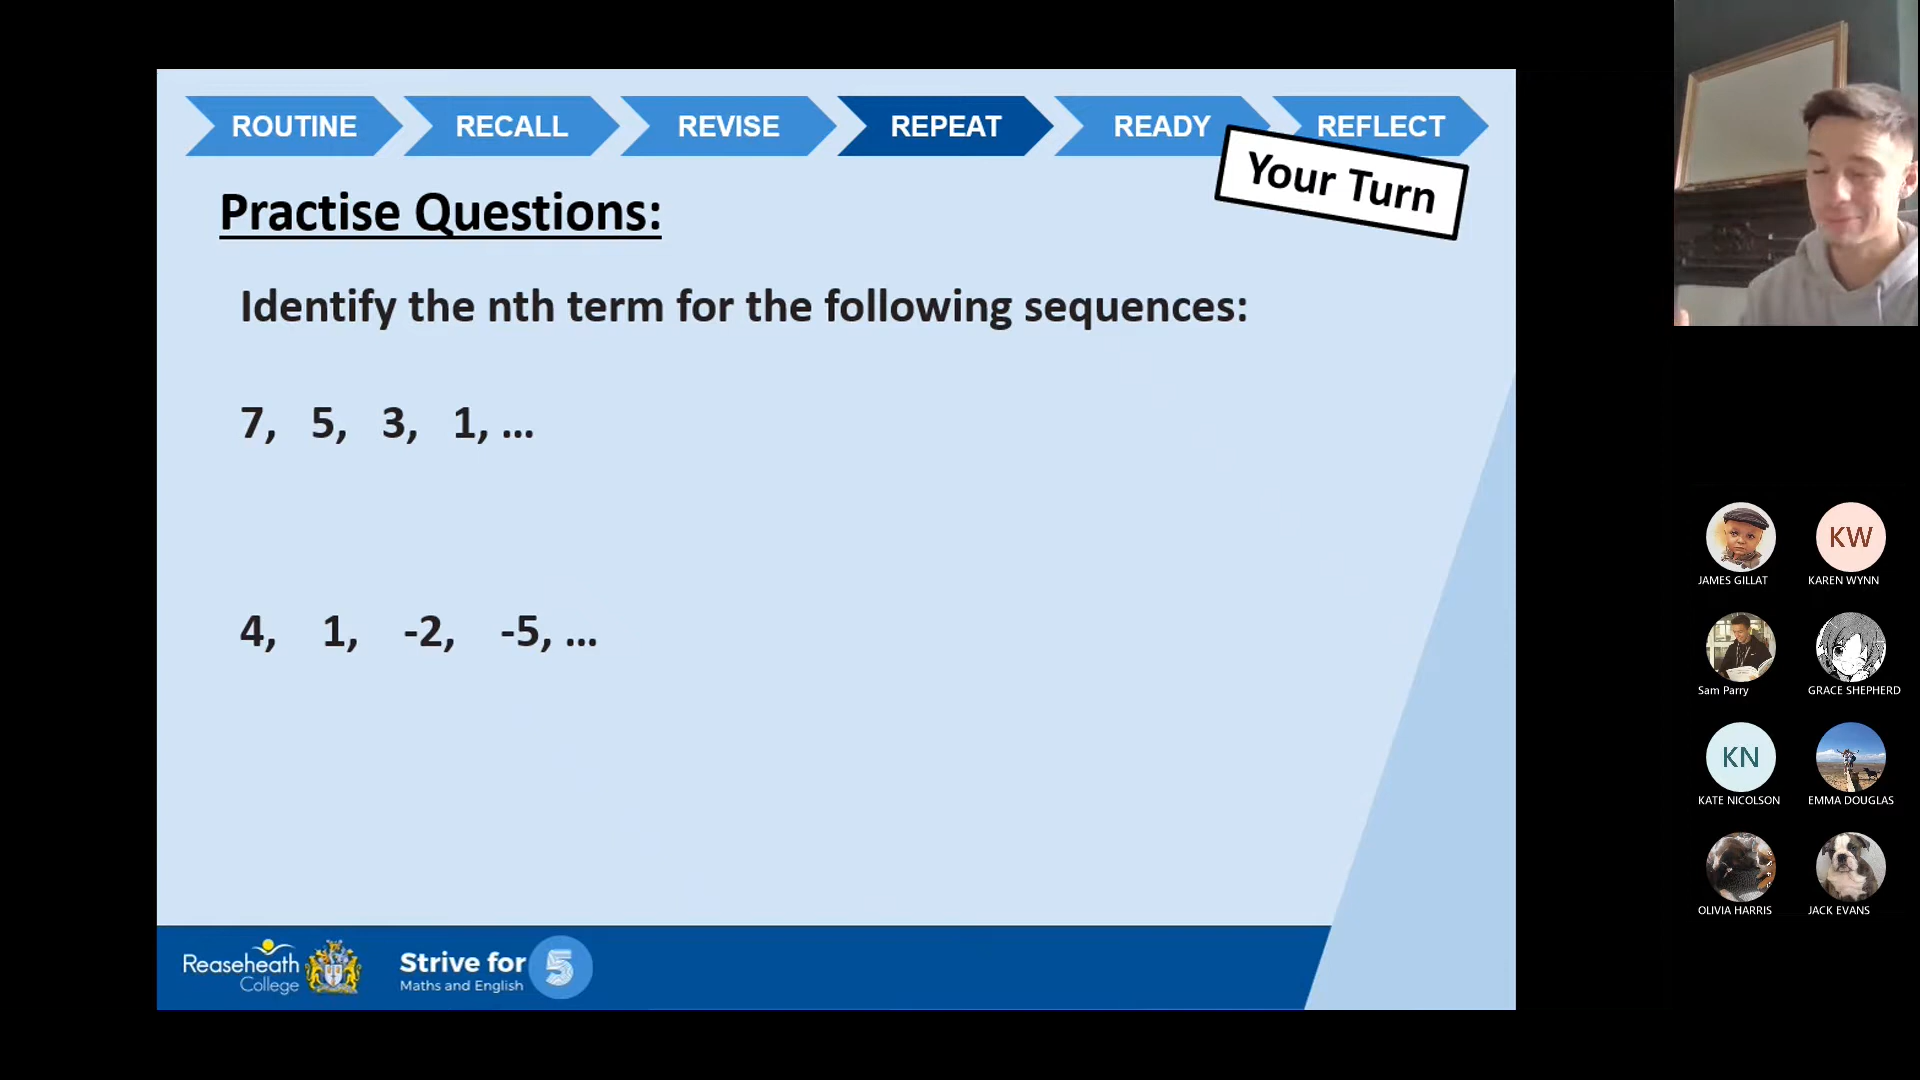 ROUTINE
RECALL
REVISE
REPEAT
READY
REFLECT
Your Turn
Practise Questions:
Identify the nth term for the following sequences:
7, 5, 3, 1, ...
4, 1, -2, -5, ...
Reaseheath
College
Strive for 5
Maths and English
KW
JAMES GILLAT
KAREN WYNN
Sam Parry
GRACE SHEPHERD
KN
KATE NICOLSON
EMMA DOUGLAS
OLIVIA HARRIS
JACK EVANS